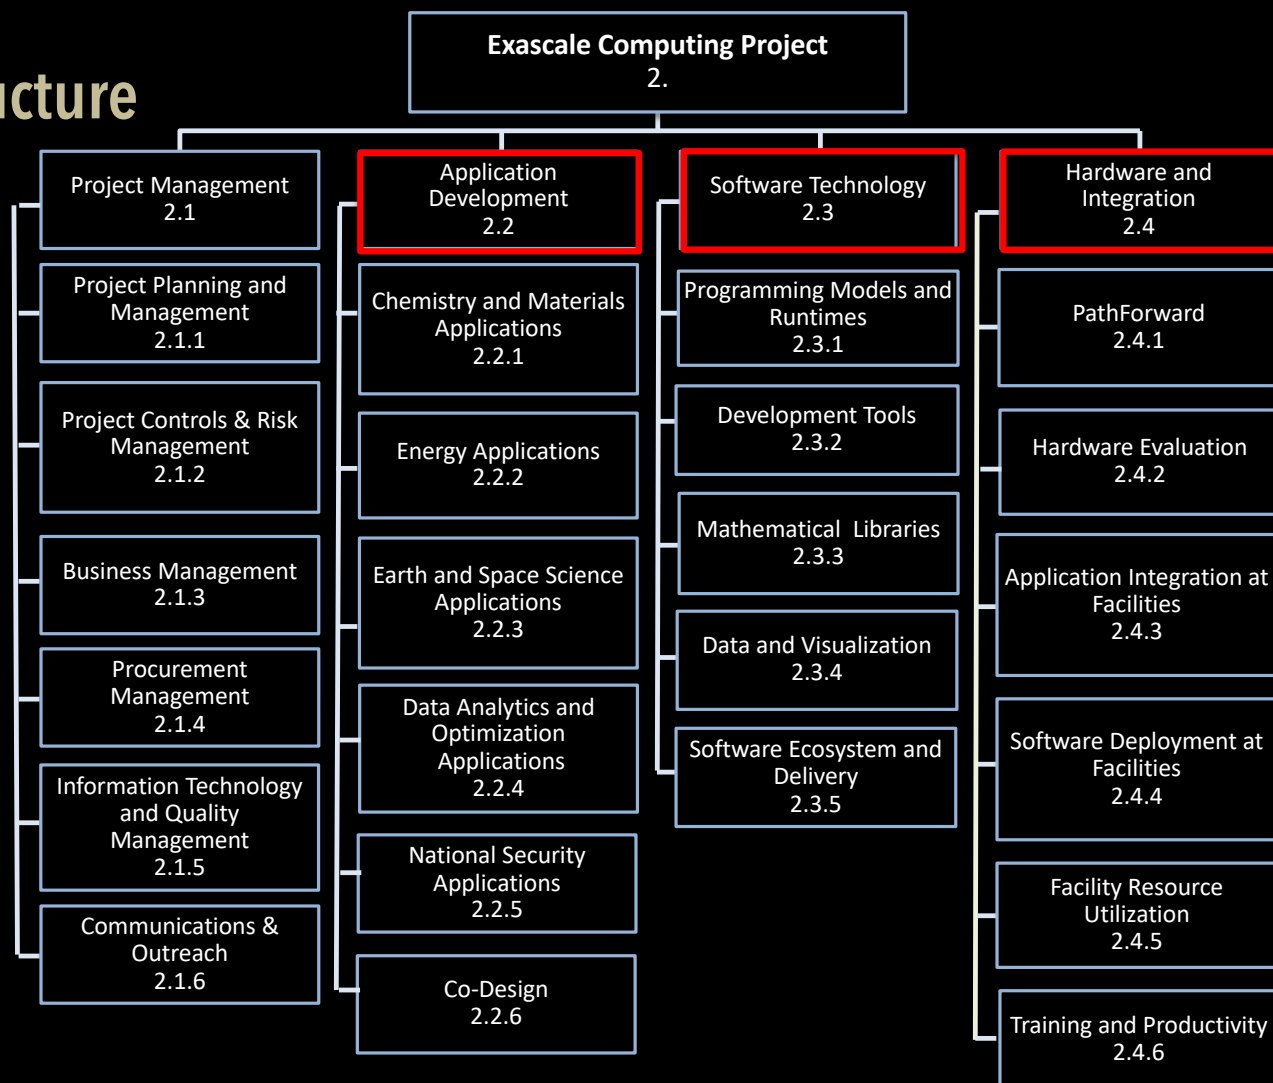 Exascale Computing Project
2.
ucture
Project Management
2.1
Project Planning and
Management
2.1.1
Project Controls & Risk
Management
2.1.2
Business Management
2.1.3
Procurement
Management
2.1.4
Information Technology
and Quality
Management
2.1.5
Communications &
Outreach
2.1.6
Application
Development
2.2
Chemistry and Materials
Applications
2.2.1
Energy Applications
2.2.2
Earth and Space Science
Applications
2.2.3
Data Analytics and
Optimization
Applications
2.2.4
National Security
Applications
2.2.5
Co-Design
2.2.6
Software Technology
2.3
Programming Models and
Runtimes
2.3.1
Development Tools
2.3.2
Mathematical Libraries
2.3.3
Data and Visualization
2.3.4
Software Ecosystem and
Delivery
2.3.5
Hardware and
Integration
2.4
PathForward
2.4.1
Hardware Evaluation
2.4.2
Application Integration at
Facilities
2.4.3
Software Deployment at
Facilities
2.4.4
Facility Resource
Utilization
2.4.5
Training and Productivity
2.4.6